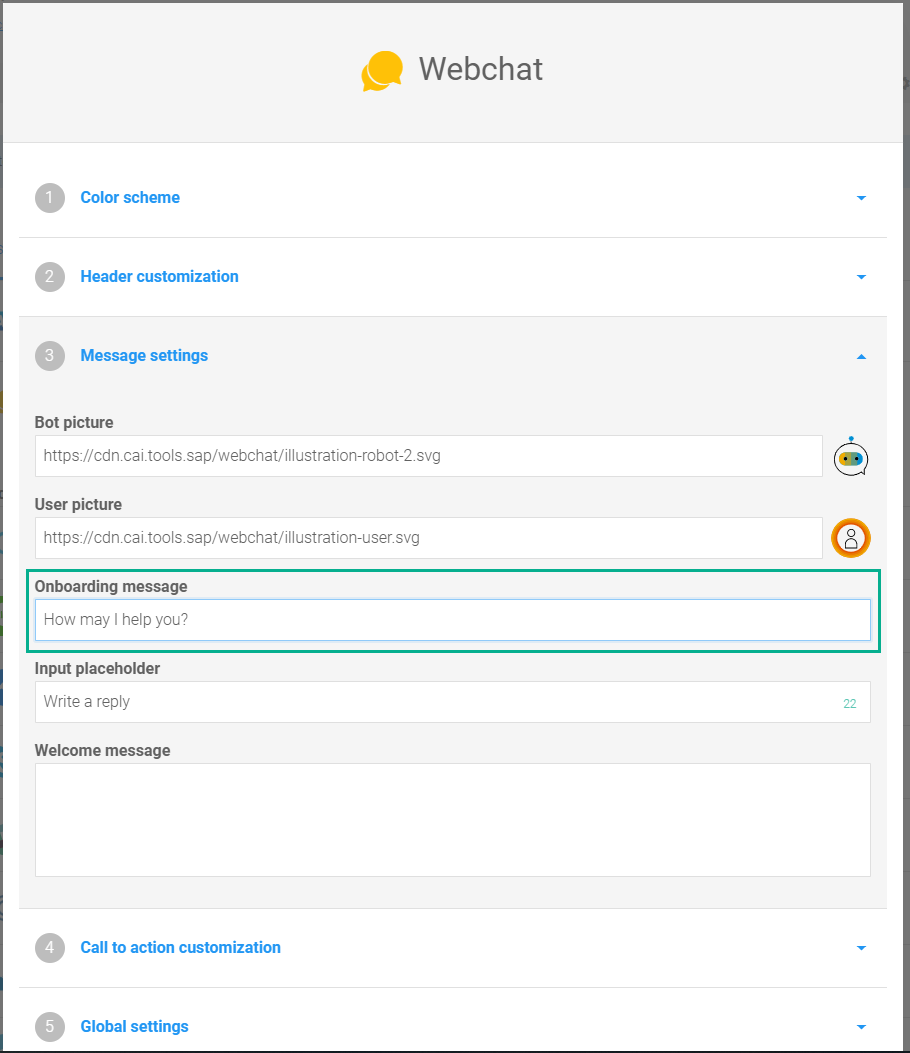 Webchat
1 Color scheme
2 Header customization
3 Message settings
Bot picture
https://cdn.cai.tools.sap/webchat/illustration-robot-2.svg
User picture
https://cdn.cai.tools.sap/webchat/illustration-user.svg
Onboarding message
How may I help you?
Input placeholder
Write a reply 22
Welcome message
4 Call to action customization
5 Global settings